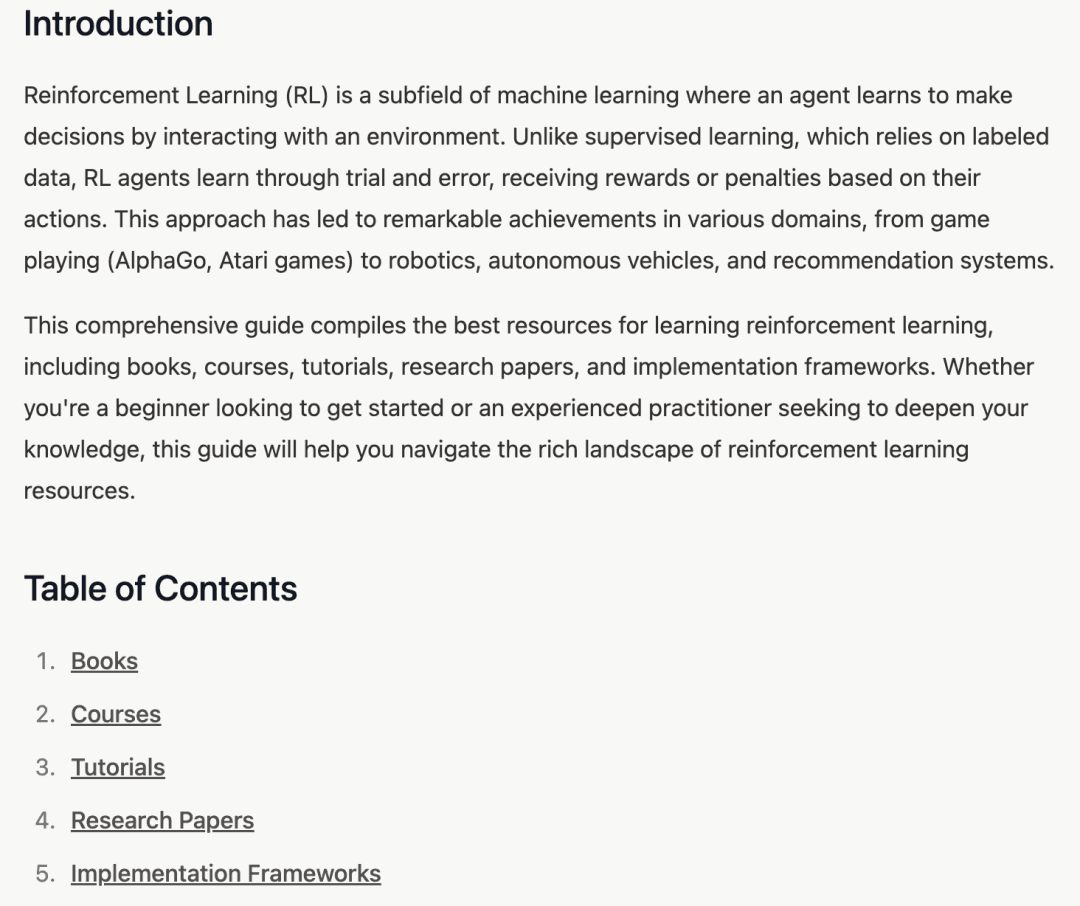 Introduction
Reinforcement Learning (RL) is a subfield of machine learning where an agent learns to make
decisions by interacting with an environment. Unlike supervised learning, which relies on labeled
data, RL agents learn through trial and error, receiving rewards or penalties based on their
actions. This approach has led to remarkable achievements in various domains, from game
playing (AlphaGo, Atari games) to robotics, autonomous vehicles, and recommendation systems.
This comprehensive guide compiles the best resources for learning reinforcement learning,
including books, courses, tutorials, research papers, and implementation frameworks. Whether
you're a beginner looking to get started or an experienced practitioner seeking to deepen your
knowledge, this guide will help you navigate the rich landscape of reinforcement learning
resources.
Table of Contents
1. Books
2. Courses
3. Tutorials
4. Research Papers
5. Implementation Frameworks